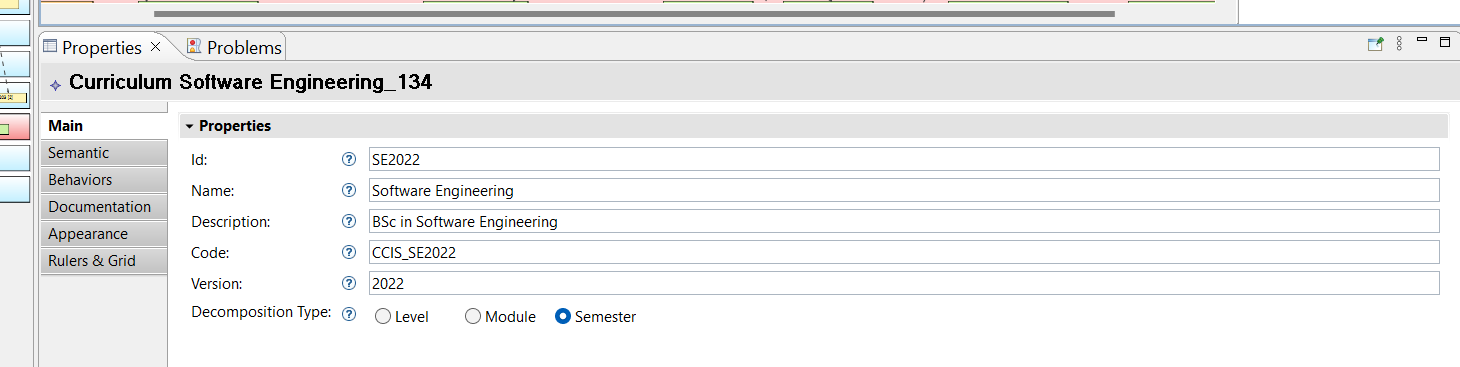 Properties
Problems
Curriculum Software Engineering_134
Main
Semantic
Behaviors
Documentation
Appearance
Rulers & Grid
Properties
Id: SE2022
Name: Software Engineering
Description: BSc in Software Engineering
Code: CCIS_SE2022
Version: 2022
Decomposition Type: Level Module Semester